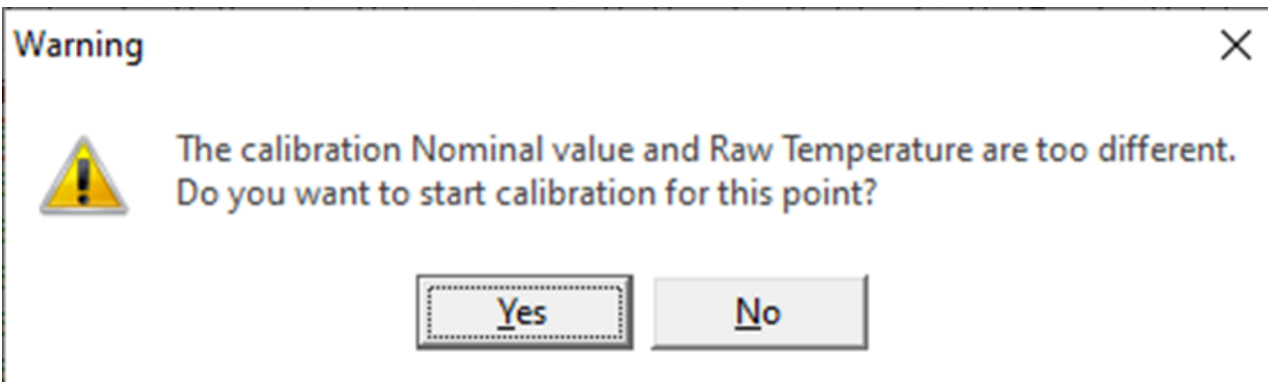 Warning
The calibration Nominal value and Raw Temperature are too different.
Do you want to start calibration for this point?
Yes
No